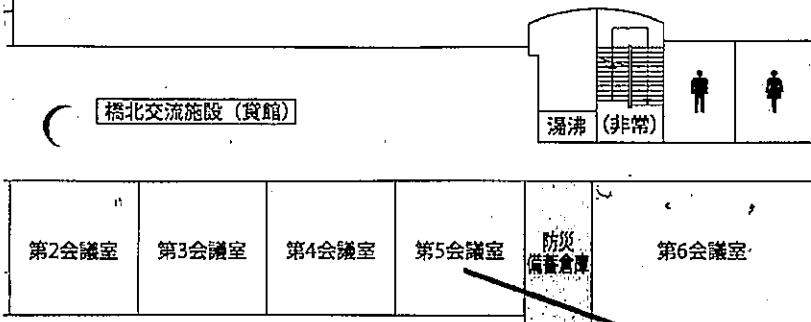 橋北交流施設（貸館）
湯沸
（非常）
第2会議室
第3会議室
第4会議室
第5会議室
防災
備蓄倉庫
第6会議室